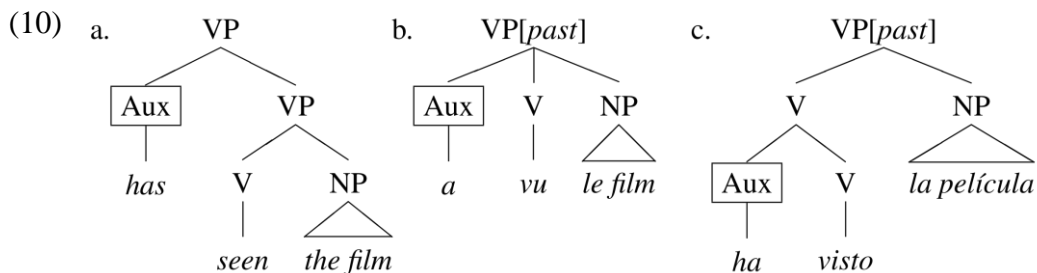 (10) a. VP b. VP[past] c. VP[past]
Aux VP Aux V NP V NP
has V NP a vu le film Aux V la película
seen the film ha visto